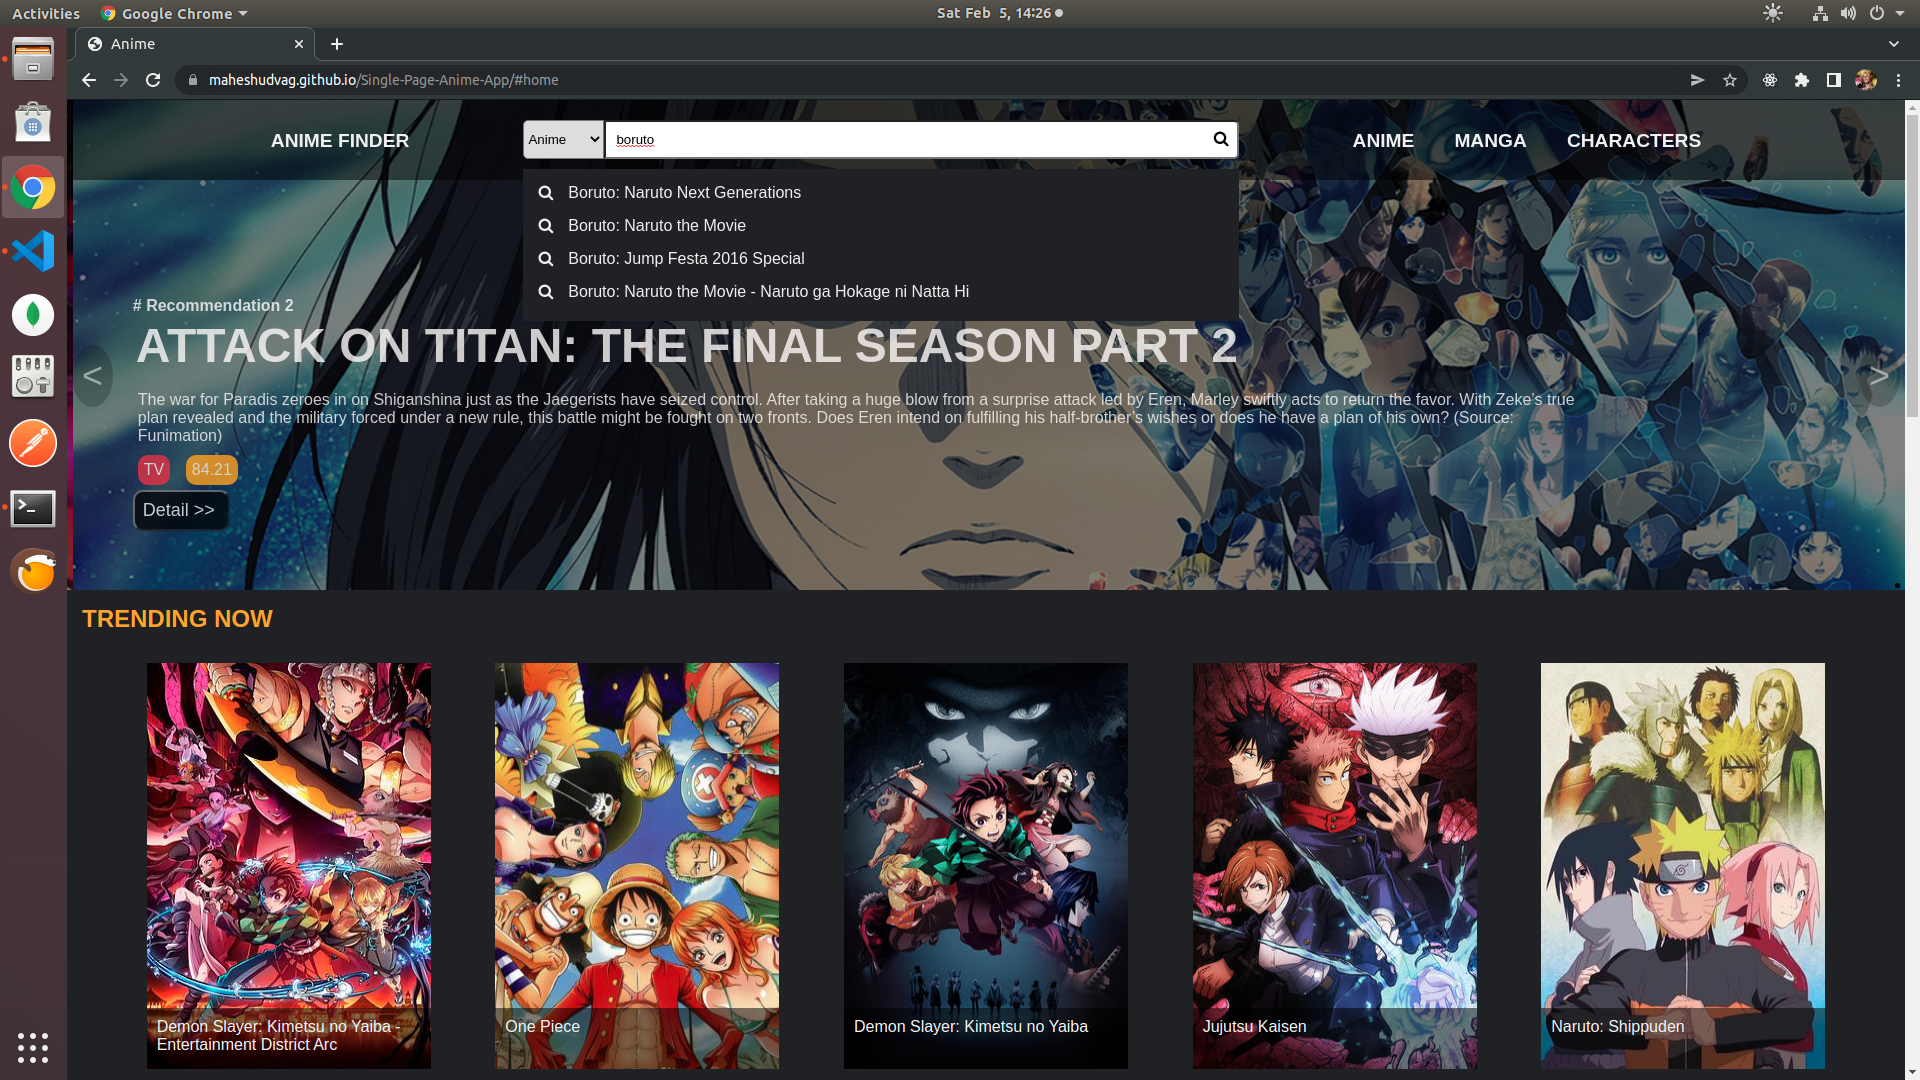 Activities
Google Chrome
Sat Feb 5, 14:26
Anime
maheshudvag.github.io/Single-Page-Anime-App/#home
ANIME FINDER
Anime
boruto
ANIME
MANGA
CHARACTERS
Boruto: Naruto Next Generations
Boruto: Naruto the Movie
Boruto: Jump Festa 2016 Special
Boruto: Naruto the Movie - Naruto ga Hokage ni Natta Hi
# Recommendation 2
ATTACK ON TITAN: THE FINAL SEASON PART 2
<
>
The war for Paradis zeroes in on Shiganshina just as the Jaegerists have seized control. After taking a huge blow from a surprise attack led by Eren, Marley swiftly acts to return the favor. With Zeke's true
plan revealed and the military forced under a new rule, this battle might be fought on two fronts. Does Eren intend on fulfilling his half-brother's wishes or does he have a plan of his own? (Source:
Funimation)
TV
84.21
Detail >>
TRENDING NOW
Demon Slayer: Kimetsu no Yaiba -
Entertainment District Arc
One Piece
Demon Slayer: Kimetsu no Yaiba
Jujutsu Kaisen
Naruto: Shippuden